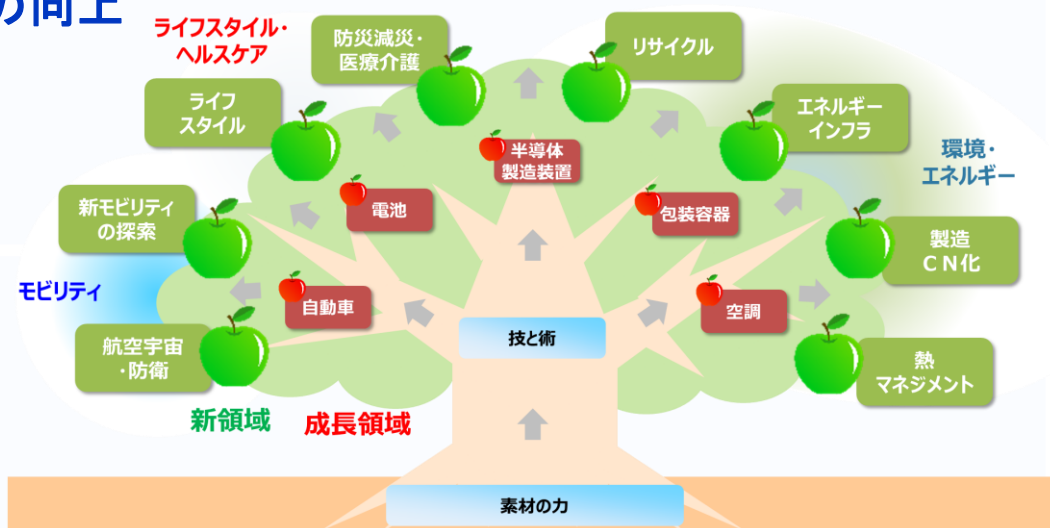 の向上
ライフスタイル・
ヘルスケア
防災減災・
医療介護
リサイクル
ライフ
スタイル
エネルギー
インフラ
半導体
製造装置
環境・
エネルギー
電池
包装容器
新モビリティ
の探索
製造
CN化
モビリティ
自動車
空調
技と術
航空宇宙
・防衛
熱
マネジメント
新領域
成長領域
素材の力